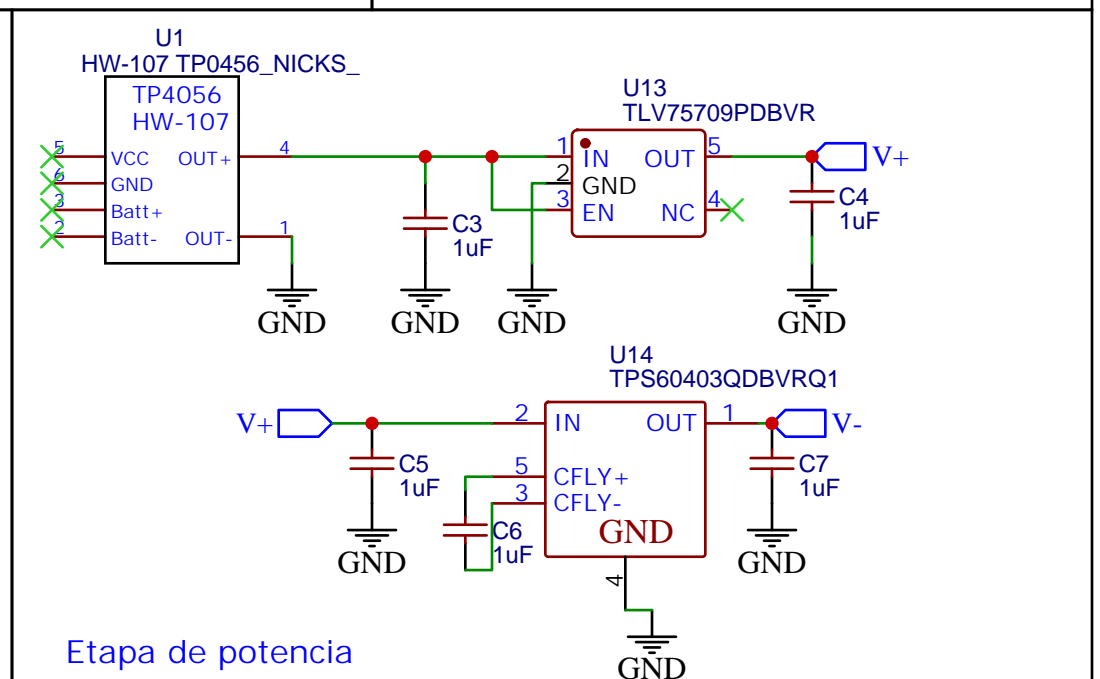 U1
HW-107 TP0456_NICKS_
TP4056
HW-107
5 VCC OUT+ 4
6 GND
3 Batt+
2 Batt- OUT- 1
GND
C3
1uF
GND
GND
U13
TLV75709PDBVR
1 IN OUT 5
2 GND
3 EN NC 4
V+
C4
1uF
GND
U14
TPS60403QDBVRQ1
V+
2 IN OUT 1
V-
5 CFLY+
3 CFLY-
GND
4
C5
1uF
GND
C6
1uF
C7
1uF
GND
GND
Etapa de potencia